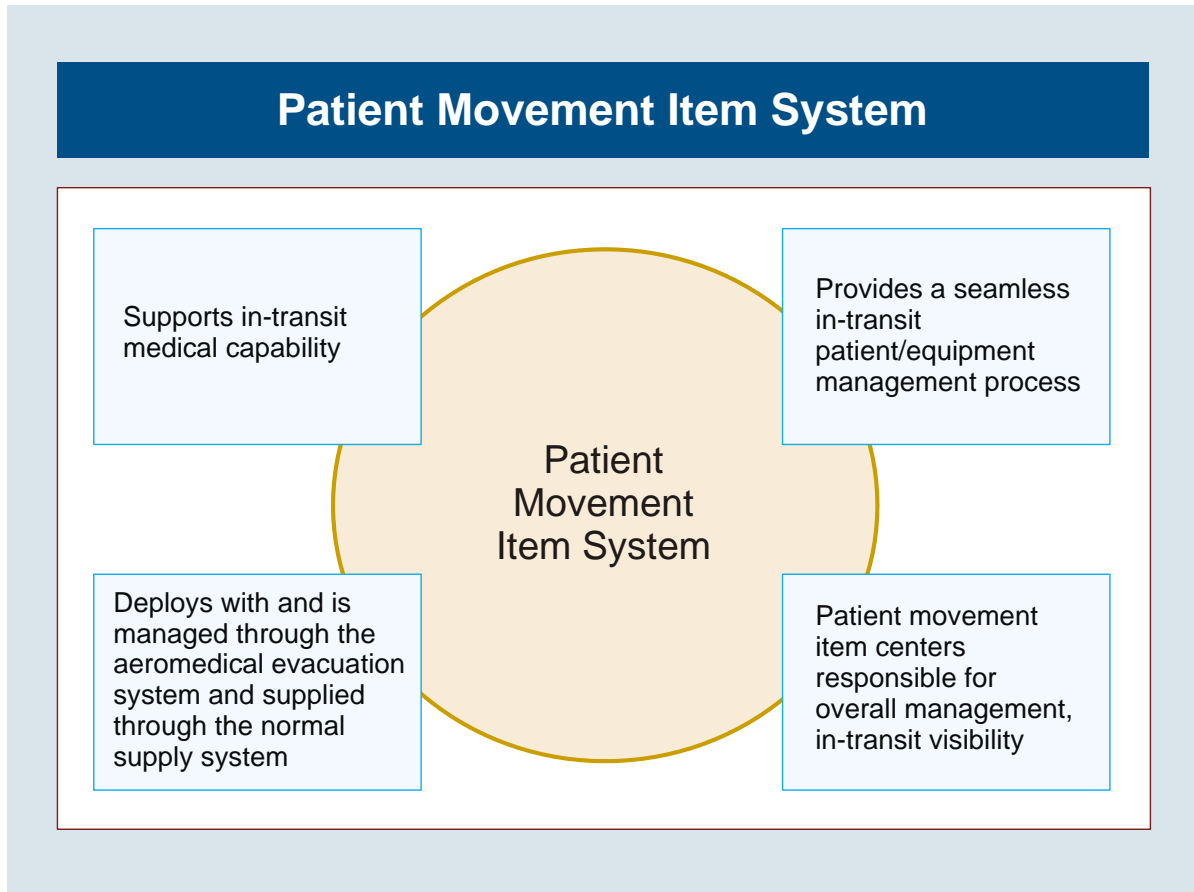 Patient Movement Item System
Supports in-transit
medical capability
Provides a seamless
in-transit
patient/equipment
management process
Patient
Movement
Item System
Deploys with and is
managed through the
aeromedical evacuation
system and supplied
through the normal
supply system
Patient movement
item centers
responsible for
overall management,
in-transit visibility